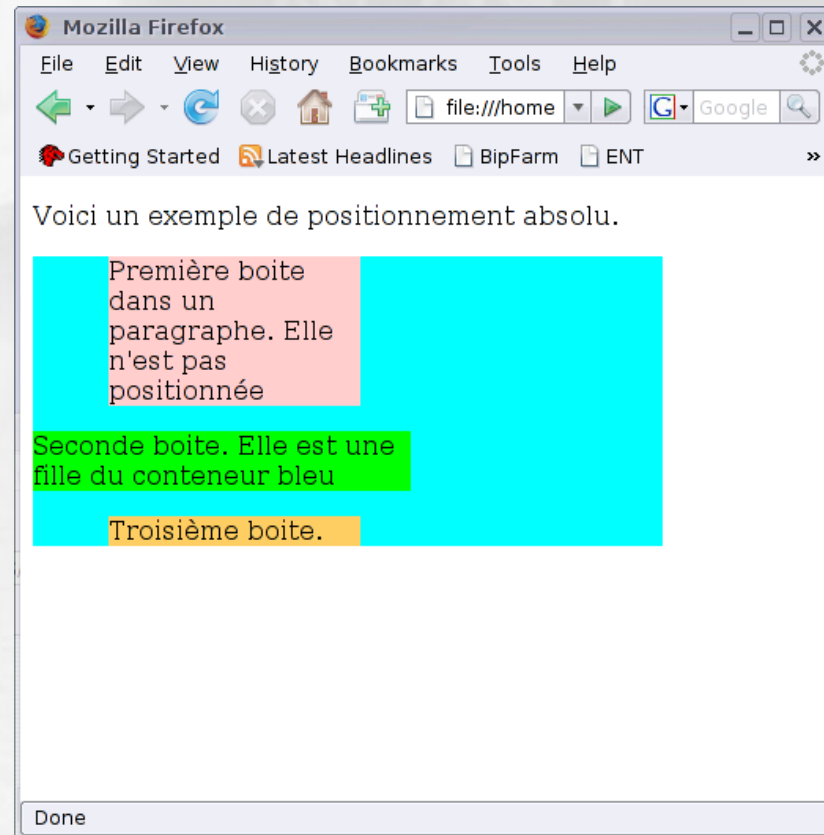 Mozilla Firefox
File Edit View History Bookmarks Tools Help
file:///home G Google
Getting Started Latest Headlines BipFarm ENT »
Voici un exemple de positionnement absolu.
Première boite
dans un
paragraphe. Elle
n'est pas
positionnée
Seconde boite. Elle est une
fille du conteneur bleu
Troisième boite.
Done